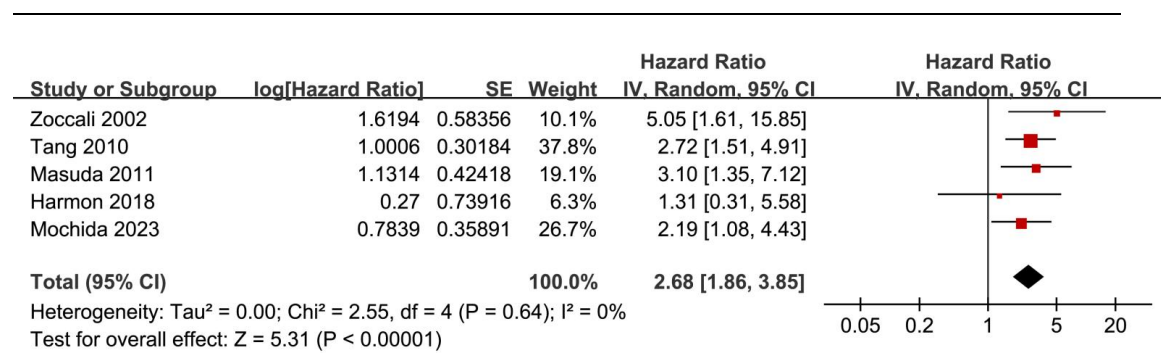 Hazard Ratio Hazard Ratio
Study or Subgroup log[Hazard Ratio] SE Weight IV, Random, 95% CI IV, Random, 95% CI
Zoccali 2002 1.6194 0.58356 10.1% 5.05 [1.61, 15.85]
Tang 2010 1.0006 0.30184 37.8% 2.72 [1.51, 4.91]
Masuda 2011 1.1314 0.42418 19.1% 3.10 [1.35, 7.12]
Harmon 2018 0.27 0.73916 6.3% 1.31 [0.31, 5.58]
Mochida 2023 0.7839 0.35891 26.7% 2.19 [1.08, 4.43]
Total (95% CI) 100.0% 2.68 [1.86, 3.85]
Heterogeneity: Tau² = 0.00; Chi² = 2.55, df = 4 (P = 0.64); I² = 0%
Test for overall effect: Z = 5.31 (P < 0.00001)
0.05 0.2 1 5 20